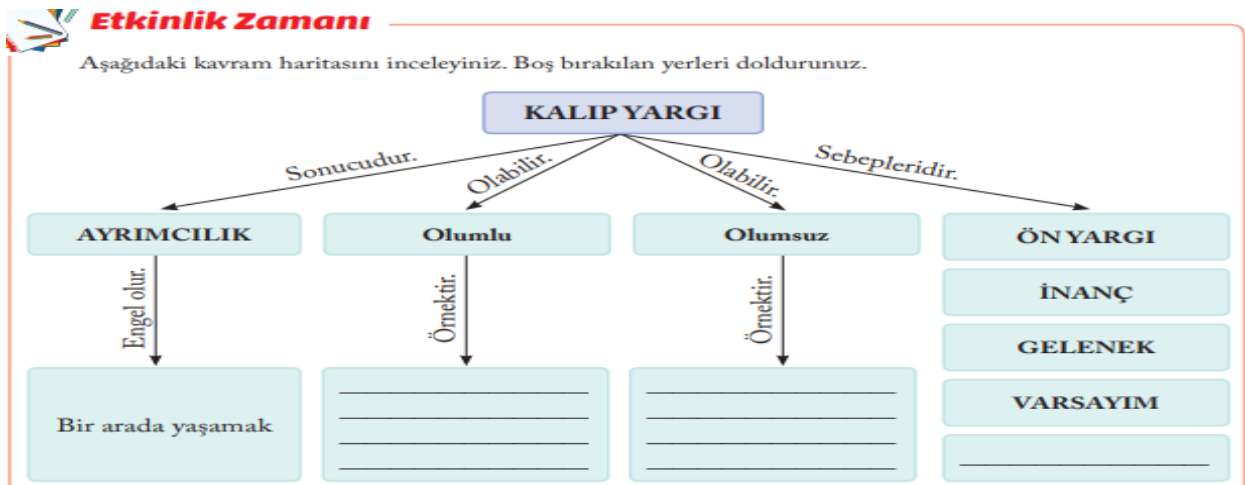 Etkinlik Zamanı
Aşağıdaki kavram haritasını inceleyiniz. Boş bırakılan yerleri doldurunuz.
KALIP YARGI
Sonucudur.
Olabilir.
Olabilir.
Sebepleridir.
AYRIMCILIK
Olumlu
Olumsuz
ÖN YARGI
İNANÇ
GELENEK
VARSAYIM
Engel olur.
Örnektir.
Örnektir.
Bir arada yaşamak